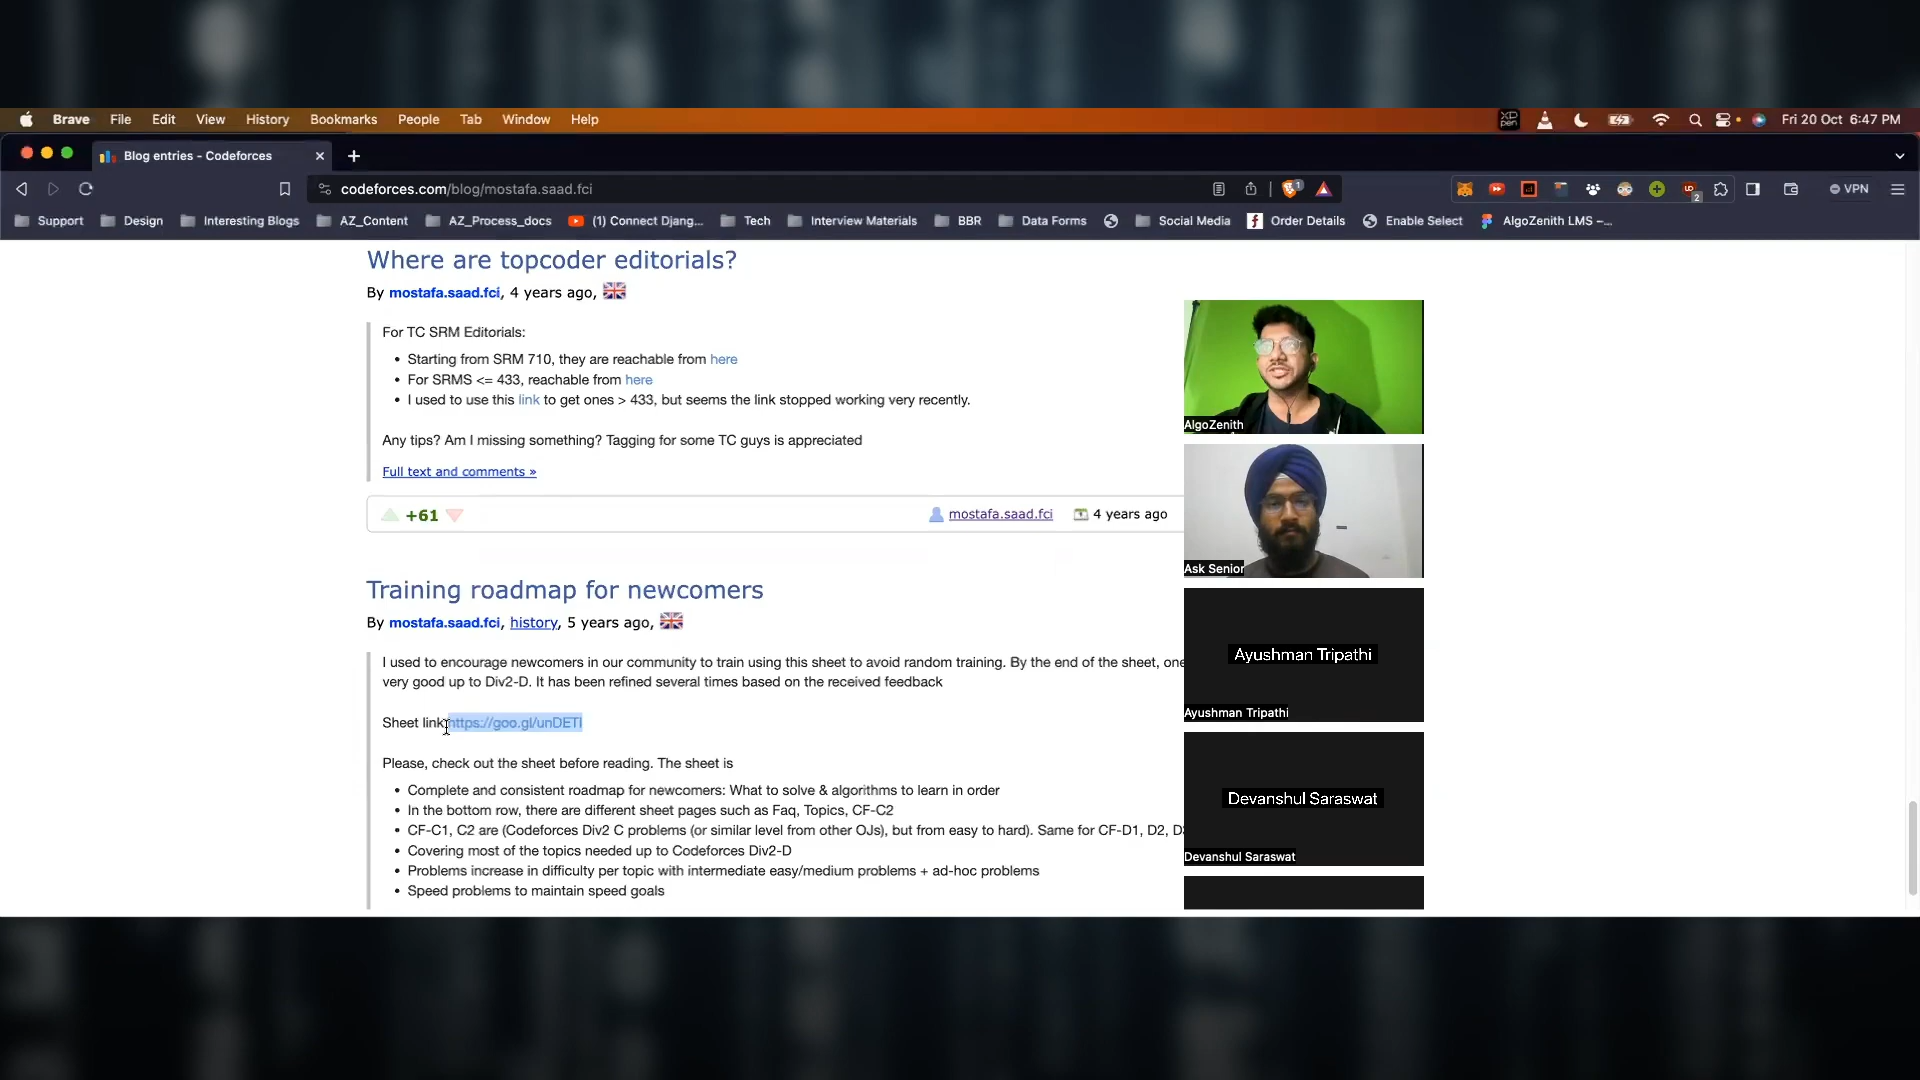 Brave File Edit View History Bookmarks People Tab Window Help
XD pen
Fri 20 Oct 6:47 PM
Blog entries - Codeforces
codeforces.com/blog/mostafa.saad.fci
1
2
VPN
Support Design Interesting Blogs AZ_Content AZ_Process_docs (1) Connect Djang... Tech Interview Materials BBR Data Forms Social Media Order Details Enable Select AlgoZenith LMS –...
Where are topcoder editorials?
By mostafa.saad.fci, 4 years ago,
For TC SRM Editorials:
• Starting from SRM 710, they are reachable from here
• For SRMS <= 433, reachable from here
• I used to use this link to get ones > 433, but seems the link stopped working very recently.
Any tips? Am I missing something? Tagging for some TC guys is appreciated
Full text and comments »
+61
mostafa.saad.fci 4 years ago
Training roadmap for newcomers
By mostafa.saad.fci, history, 5 years ago,
I used to encourage newcomers in our community to train using this sheet to avoid random training. By the end of the sheet, one
very good up to Div2-D. It has been refined several times based on the received feedback
Sheet link https://goo.gl/unDETI
Please, check out the sheet before reading. The sheet is
• Complete and consistent roadmap for newcomers: What to solve & algorithms to learn in order
• In the bottom row, there are different sheet pages such as Faq, Topics, CF-C2
• CF-C1, C2 are (Codeforces Div2 C problems (or similar level from other OJs), but from easy to hard). Same for CF-D1, D2, D
• Covering most of the topics needed up to Codeforces Div2-D
• Problems increase in difficulty per topic with intermediate easy/medium problems + ad-hoc problems
• Speed problems to maintain speed goals
AlgoZenith
Ask Senior
Ayushman Tripathi
Ayushman Tripathi
Devanshul Saraswat
Devanshul Saraswat